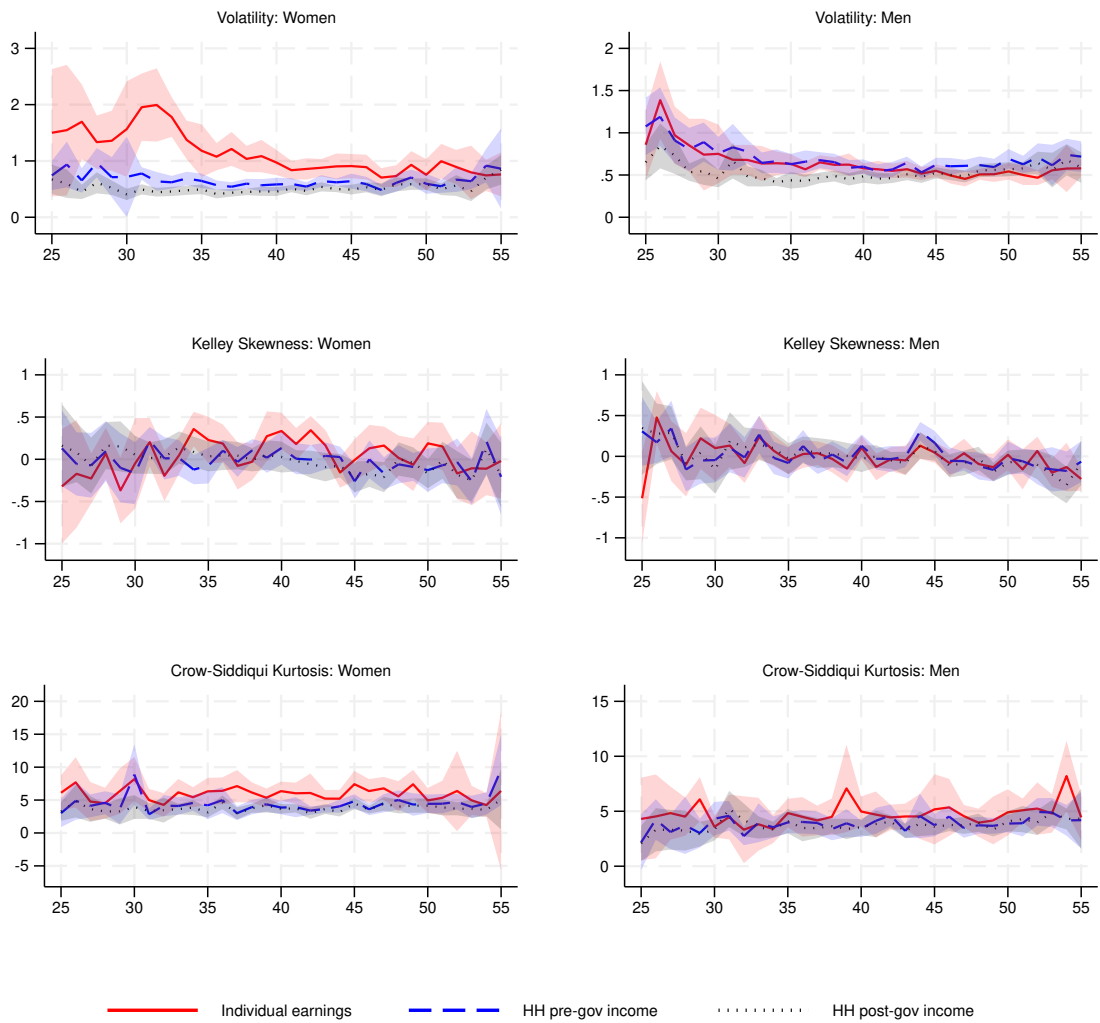 Volatility: Women
3
2
1
0
25 30 35 40 45 50 55
Volatility: Men
2
1.5
1
.5
0
25 30 35 40 45 50 55
Kelley Skewness: Women
1
.5
0
-.5
-1
25 30 35 40 45 50 55
Kelley Skewness: Men
1
.5
0
-.5
-1
25 30 35 40 45 50 55
Crow-Siddiqui Kurtosis: Women
20
15
10
5
0
-5
25 30 35 40 45 50 55
Crow-Siddiqui Kurtosis: Men
15
10
5
0
25 30 35 40 45 50 55
Individual earnings HH pre-gov income HH post-gov income